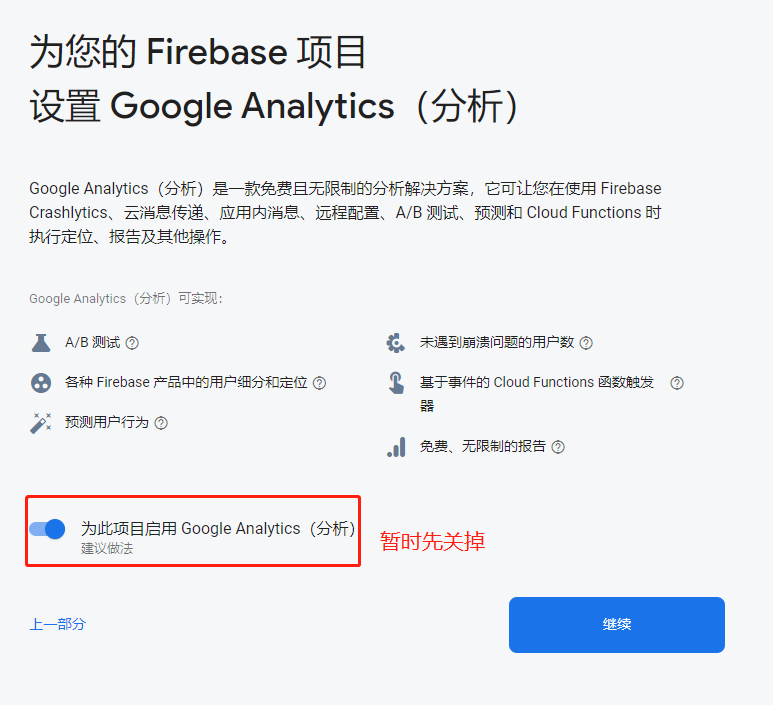 为您的 Firebase 项目
设置 Google Analytics（分析）
Google Analytics（分析）是一款免费且无限制的分析解决方案，它可让您在使用 Firebase
Crashlytics、云消息传递、应用内消息、远程配置、A/B 测试、预测和 Cloud Functions 时
执行定位、报告及其他操作。
Google Analytics（分析）可实现：
A/B 测试
各种 Firebase 产品中的用户细分和定位
预测用户行为
未遇到崩溃问题的用户数
基于事件的 Cloud Functions 函数触发
器
免费、无限制的报告
为此项目启用 Google Analytics（分析）
建议做法
暂时先关掉
上一部分
继续